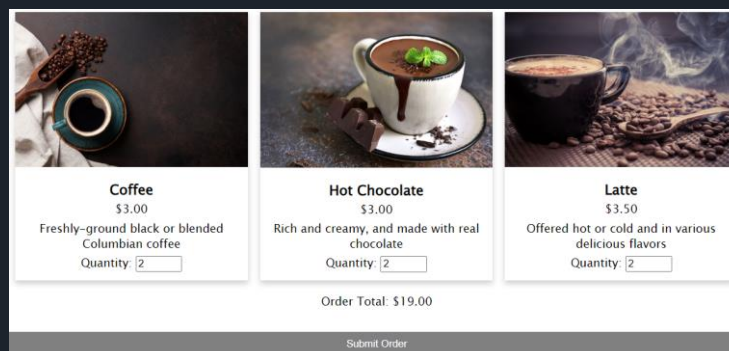 Coffee
$3.00
Freshly-ground black or blended
Columbian coffee
Quantity: 2
Hot Chocolate
$3.00
Rich and creamy, and made with real
chocolate
Quantity: 2
Latte
$3.50
Offered hot or cold and in various
delicious flavors
Quantity: 2
Order Total: $19.00
Submit Order